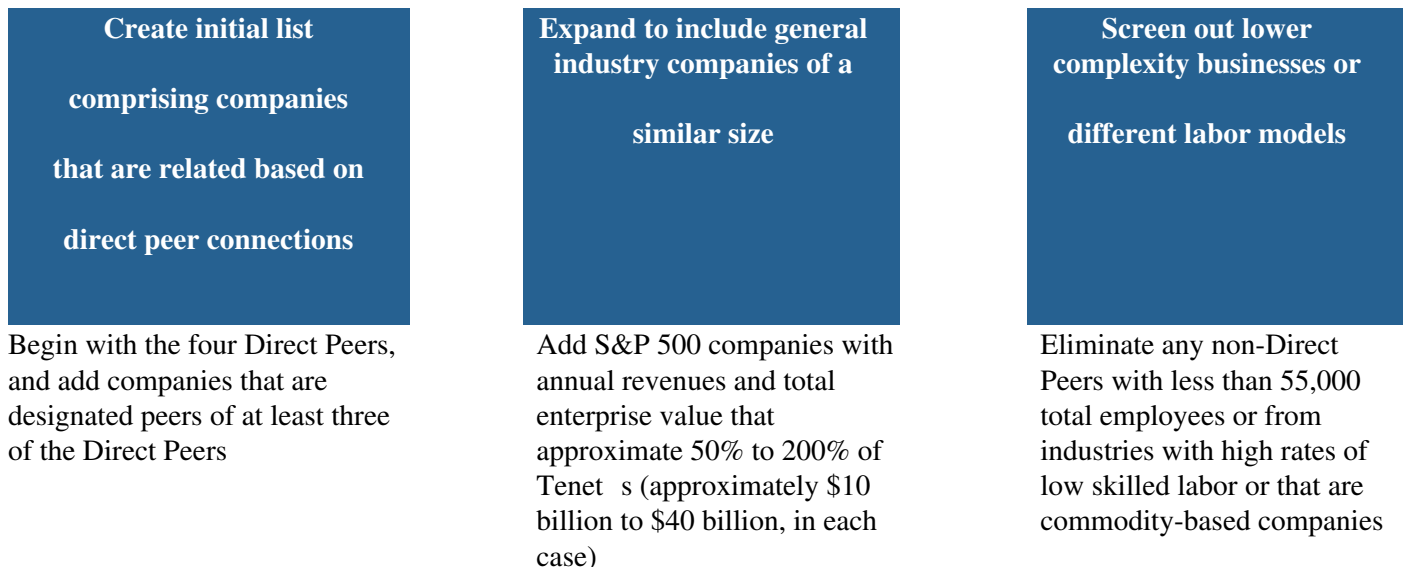 Create initial list
comprising companies
that are related based on
direct peer connections
Begin with the four Direct Peers,
and add companies that are
designated peers of at least three
of the Direct Peers
Expand to include general
industry companies of a
similar size
Add S&P 500 companies with
annual revenues and total
enterprise value that
approximate 50% to 200% of
Tenet s (approximately $10
billion to $40 billion, in each
case)
Screen out lower
complexity businesses or
different labor models
Eliminate any non-Direct
Peers with less than 55,000
total employees or from
industries with high rates of
low skilled labor or that are
commodity-based companies